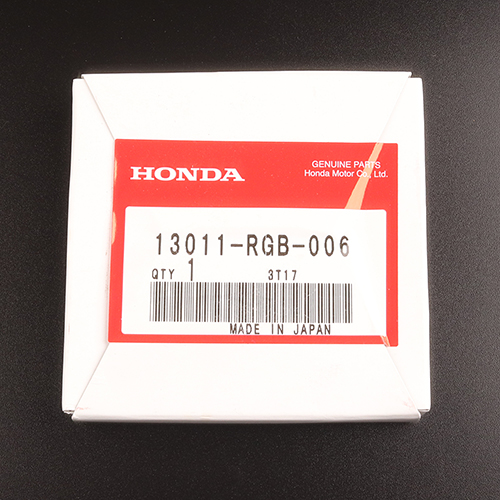 HONDA
GENUINE PARTS
Honda Motor Co., Ltd.
13011-RGB-006
QTY 1 3T17
MADE IN JAPAN